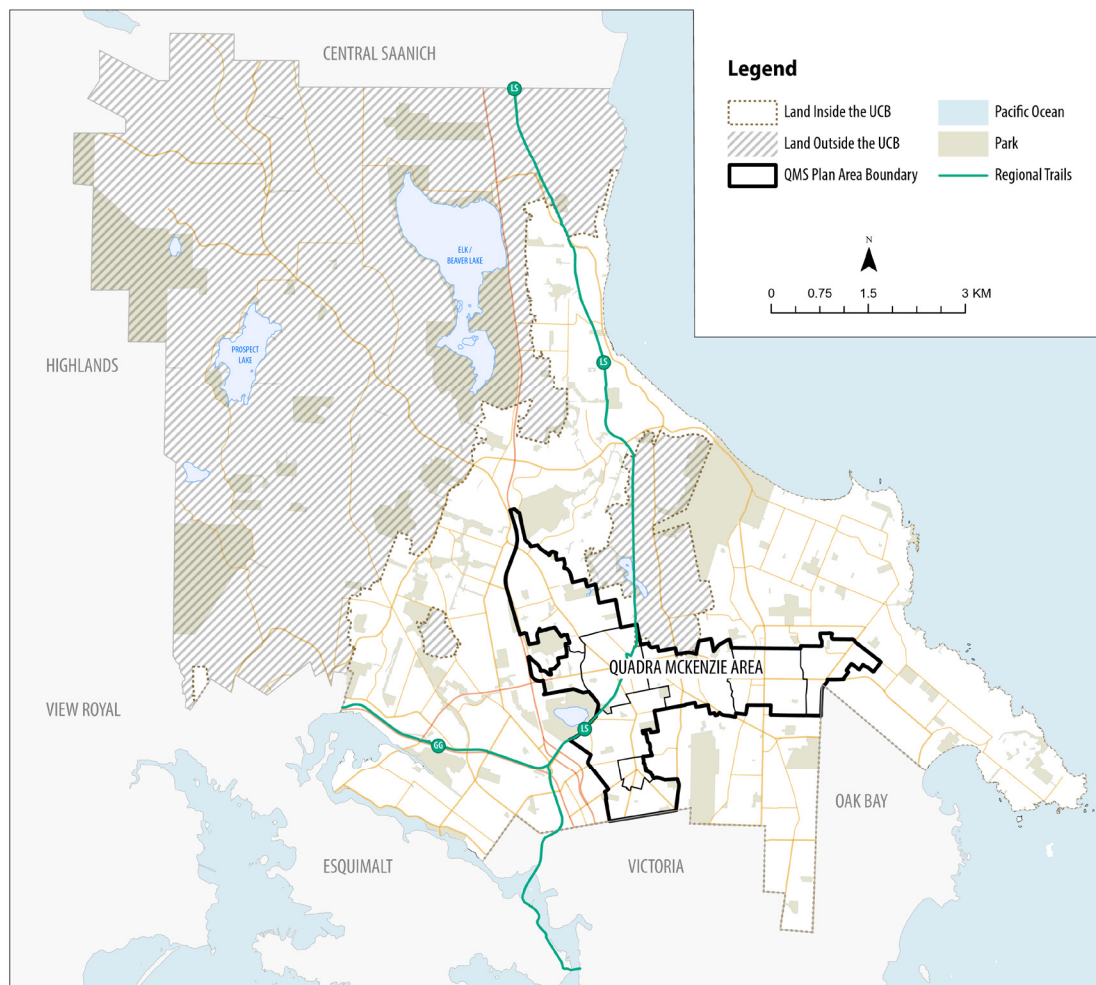 CENTRAL SAANICH
Legend
Land Inside the UCB
Land Outside the UCB
QMS Plan Area Boundary
Pacific Ocean
Park
Regional Trails
N
0 0.75 1.5 3 KM
LS
ELK /
BEAVER LAKE
PROSPECT
LAKE
HIGHLANDS
LS
QUADRA MCKENZIE AREA
VIEW ROYAL
LS
GG
OAK BAY
ESQUIMALT
VICTORIA